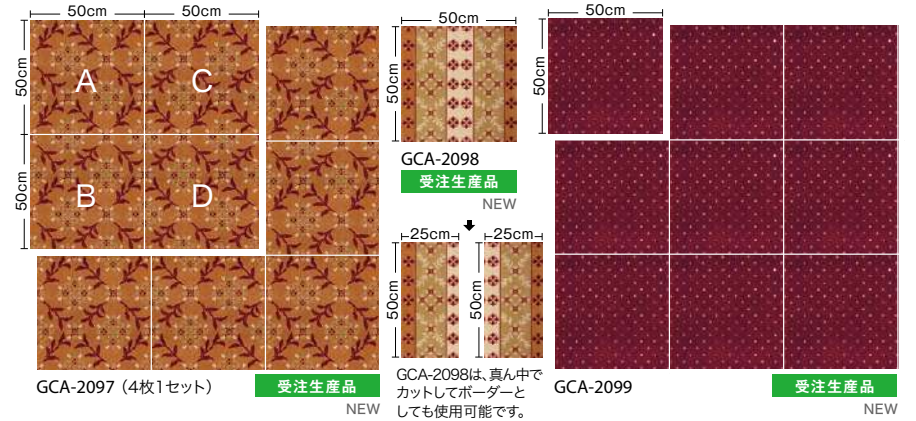 50cm
50cm
50cm
50cm
A
C
B
D
GCA-2097（4枚1セット）
受注生産品
NEW
50cm
50cm
GCA-2098
受注生産品
NEW
25cm
25cm
50cm
50cm
GCA-2098は、真ん中で
カットしてボーダーと
しても使用可能です。
50cm
50cm
GCA-2099
受注生産品
NEW